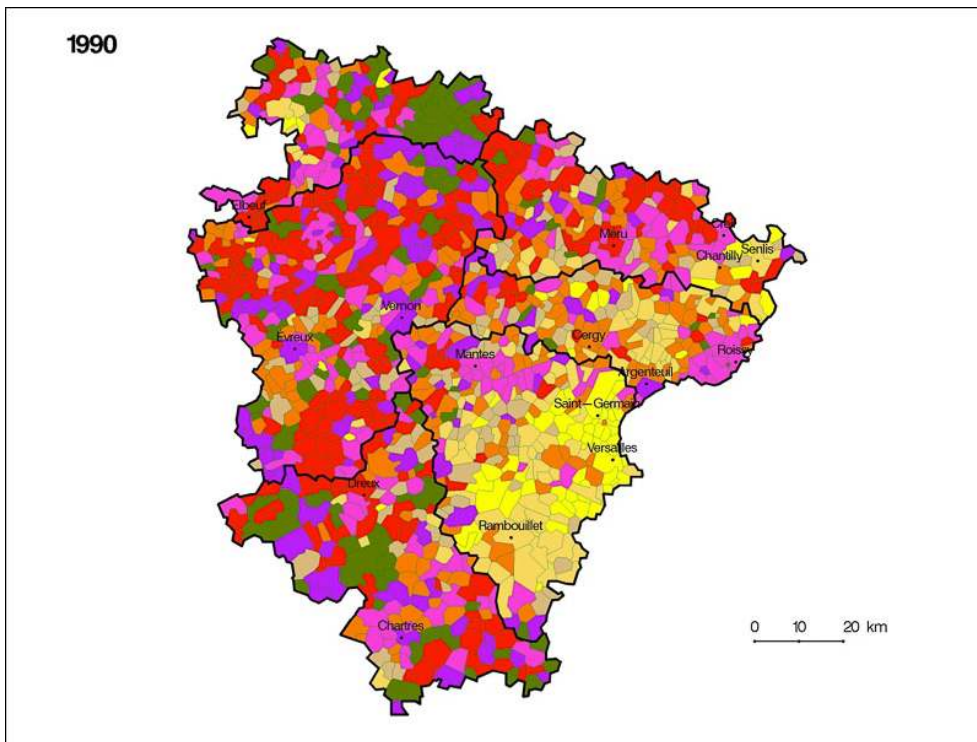 1990
Elbeuf
Méru
Creil
Chantilly
Senlis
Vernon
Evreux
Mantes
Cergy
Roissy
Argenteuil
Saint-Germain
Versailles
Dreux
Rambouillet
Chartres
0 10 20 km